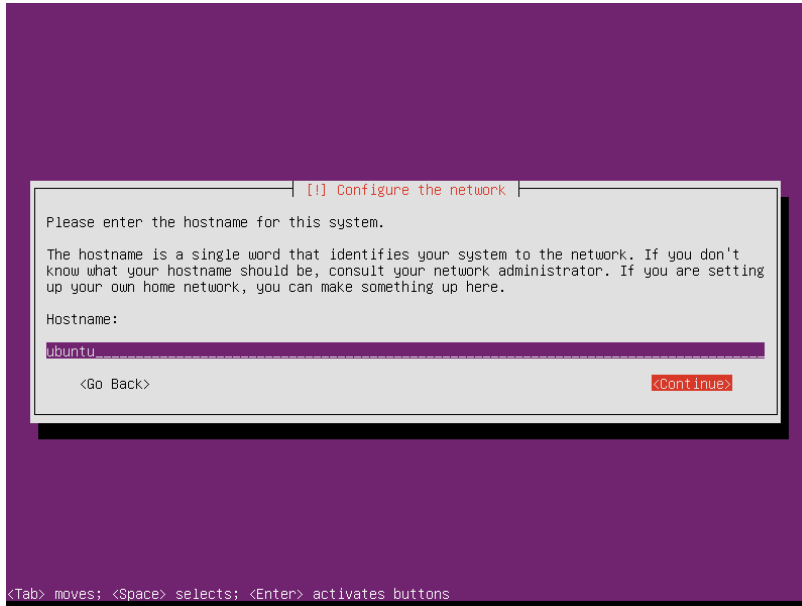 [!] Configure the network
Please enter the hostname for this system.
The hostname is a single word that identifies your system to the network. If you don't
know what your hostname should be, consult your network administrator. If you are setting
up your own home network, you can make something up here.
Hostname:
ubuntu
<Go Back> <Continue>
<Tab> moves; <Space> selects; <Enter> activates buttons